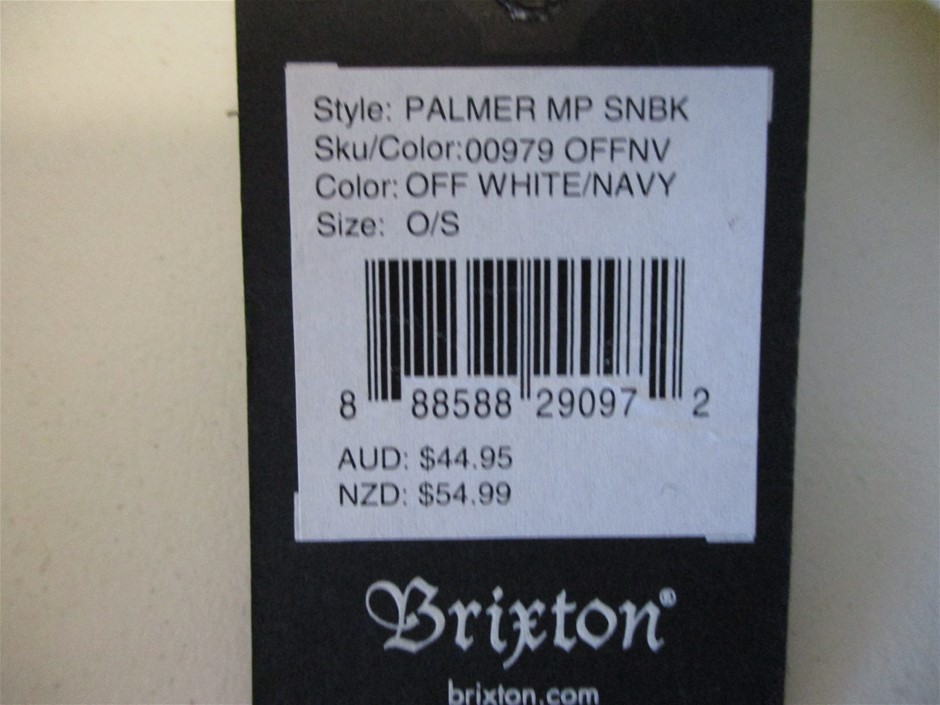 Style: PALMER MP SNBK
Sku/Color:00979 OFFNV
Color: OFF WHITE/NAVY
Size: O/S
8 88588 29097 2
AUD: $44.95
NZD: $54.99
Brixton®
brixton.com